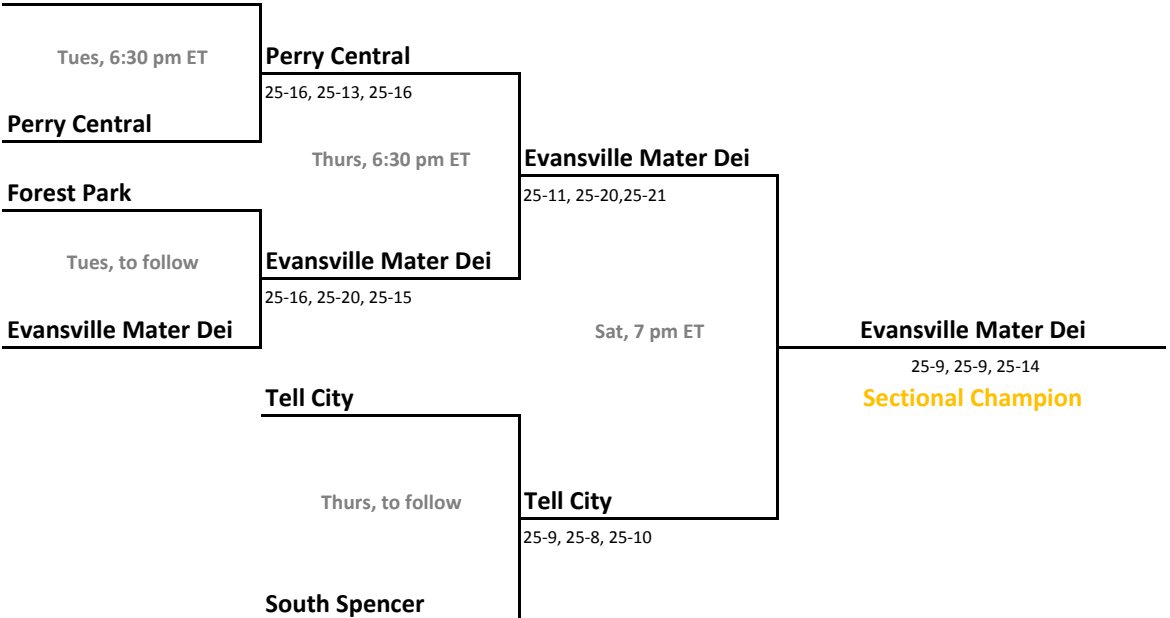 Tues, 6:30 pm ET
Perry Central
25-16, 25-13, 25-16
Perry Central
Thurs, 6:30 pm ET
Evansville Mater Dei
Forest Park
25-11, 25-20,25-21
Tues, to follow
Evansville Mater Dei
25-16, 25-20, 25-15
Evansville Mater Dei
Sat, 7 pm ET
Evansville Mater Dei
25-9, 25-9, 25-14
Tell City
Sectional Champion
Thurs, to follow
Tell City
25-9, 25-8, 25-10
South Spencer